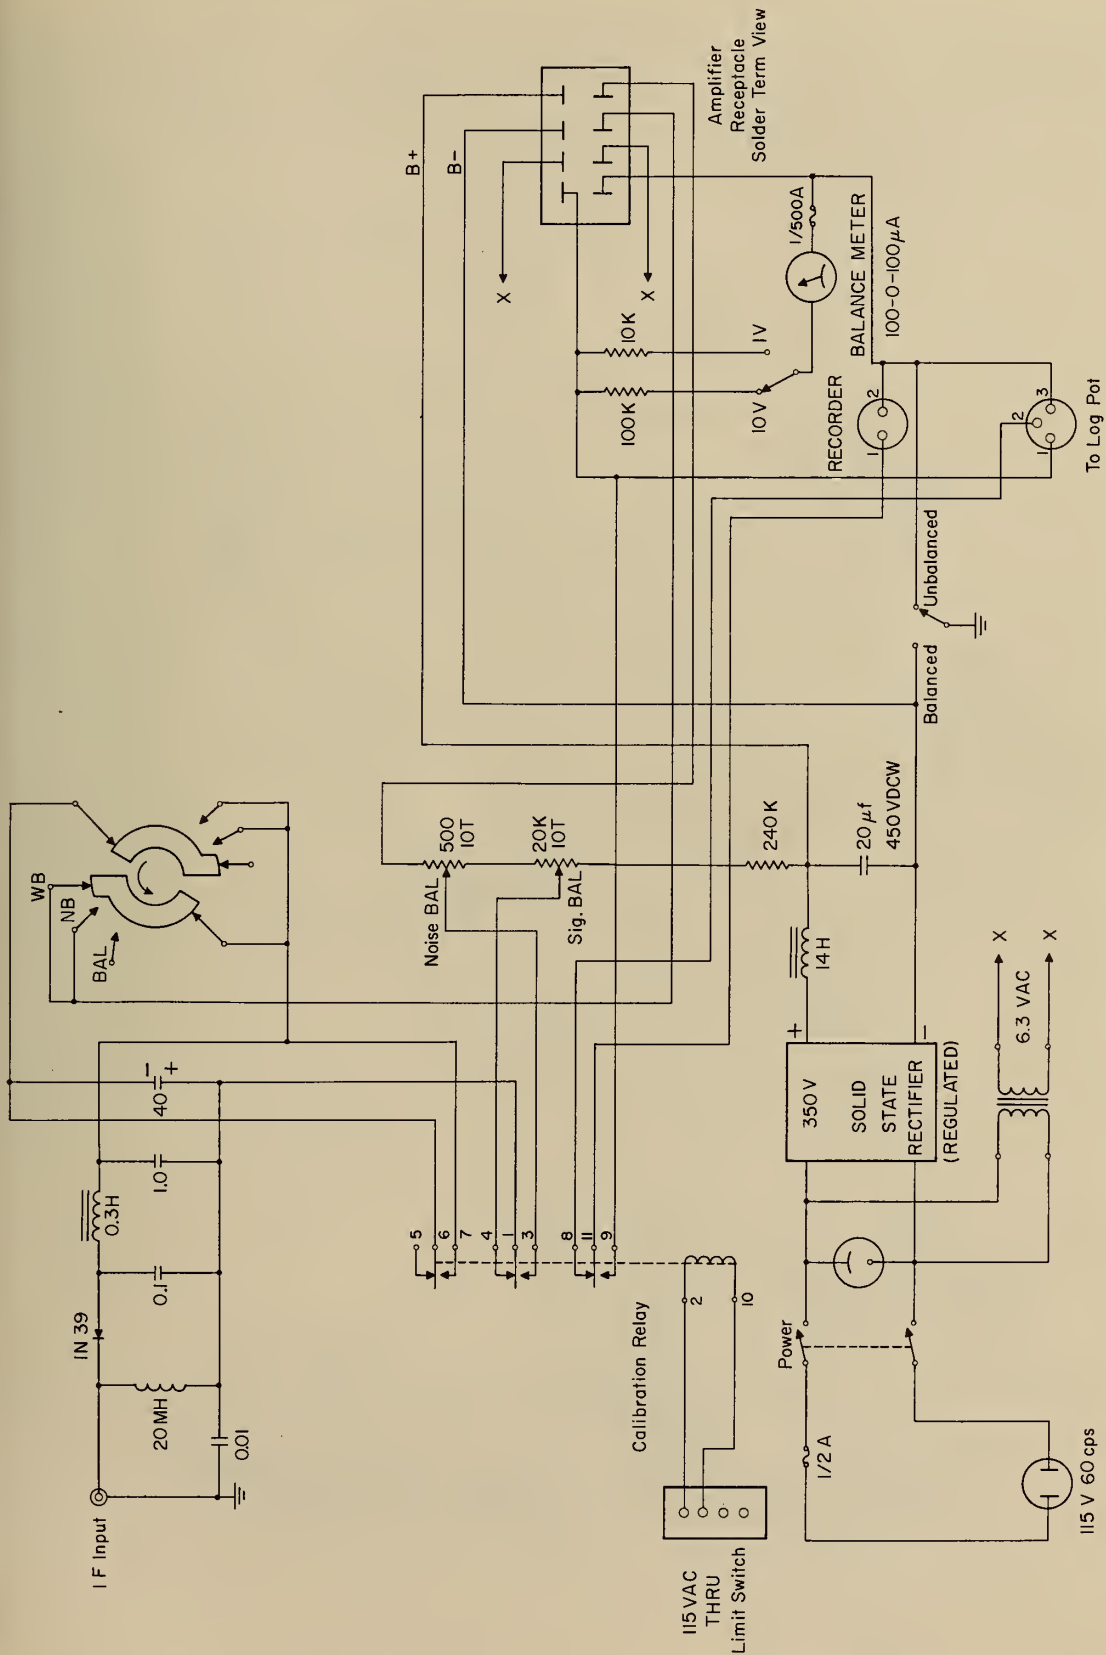 Amplifier
Receptacle
Solder Term View
B+
B-
X
X
1/500A
BALANCE METER
100-0-100μA
10K
100K
1V
10V
RECORDER
1
2
1
2
3
To Log Pot
Unbalanced
Balanced
WB
NB
BAL
500
10T
Noise BAL
20K
10T
Sig. BAL
240K
20 μf
450 VDCW
14H
+
-
350V
SOLID
STATE
RECTIFIER
(REGULATED)
6.3 VAC
X
X
40
-
+
1.0
0.3H
0.1
IN 39
20 MH
0.01
I F Input
5
6
7
4
1
3
8
11
9
2
10
Calibration Relay
115 VAC
THRU
Limit Switch
Power
1/2 A
115 V 60 cps